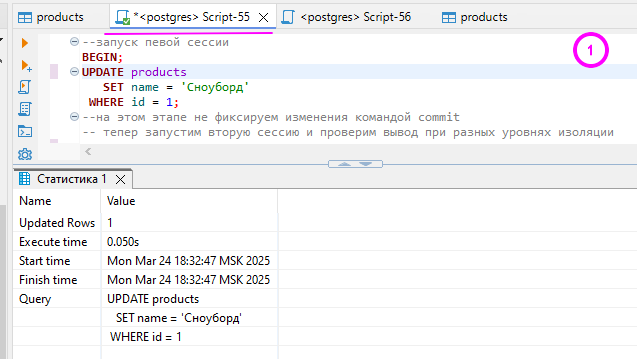 products
*<postgres> Script-55
<postgres> Script-56
products
1
--запуск певой сессии
BEGIN;
UPDATE products
SET name = 'Сноуборд'
WHERE id = 1;
--на этом этапе не фиксируем изменения командой commit
-- тепер запустим вторую сессию и проверим вывод при разных уровнях изоляции
Статистика 1
Name Value
Updated Rows 1
Execute time 0.050s
Start time Mon Mar 24 18:32:47 MSK 2025
Finish time Mon Mar 24 18:32:47 MSK 2025
Query UPDATE products
SET name = 'Сноуборд'
WHERE id = 1